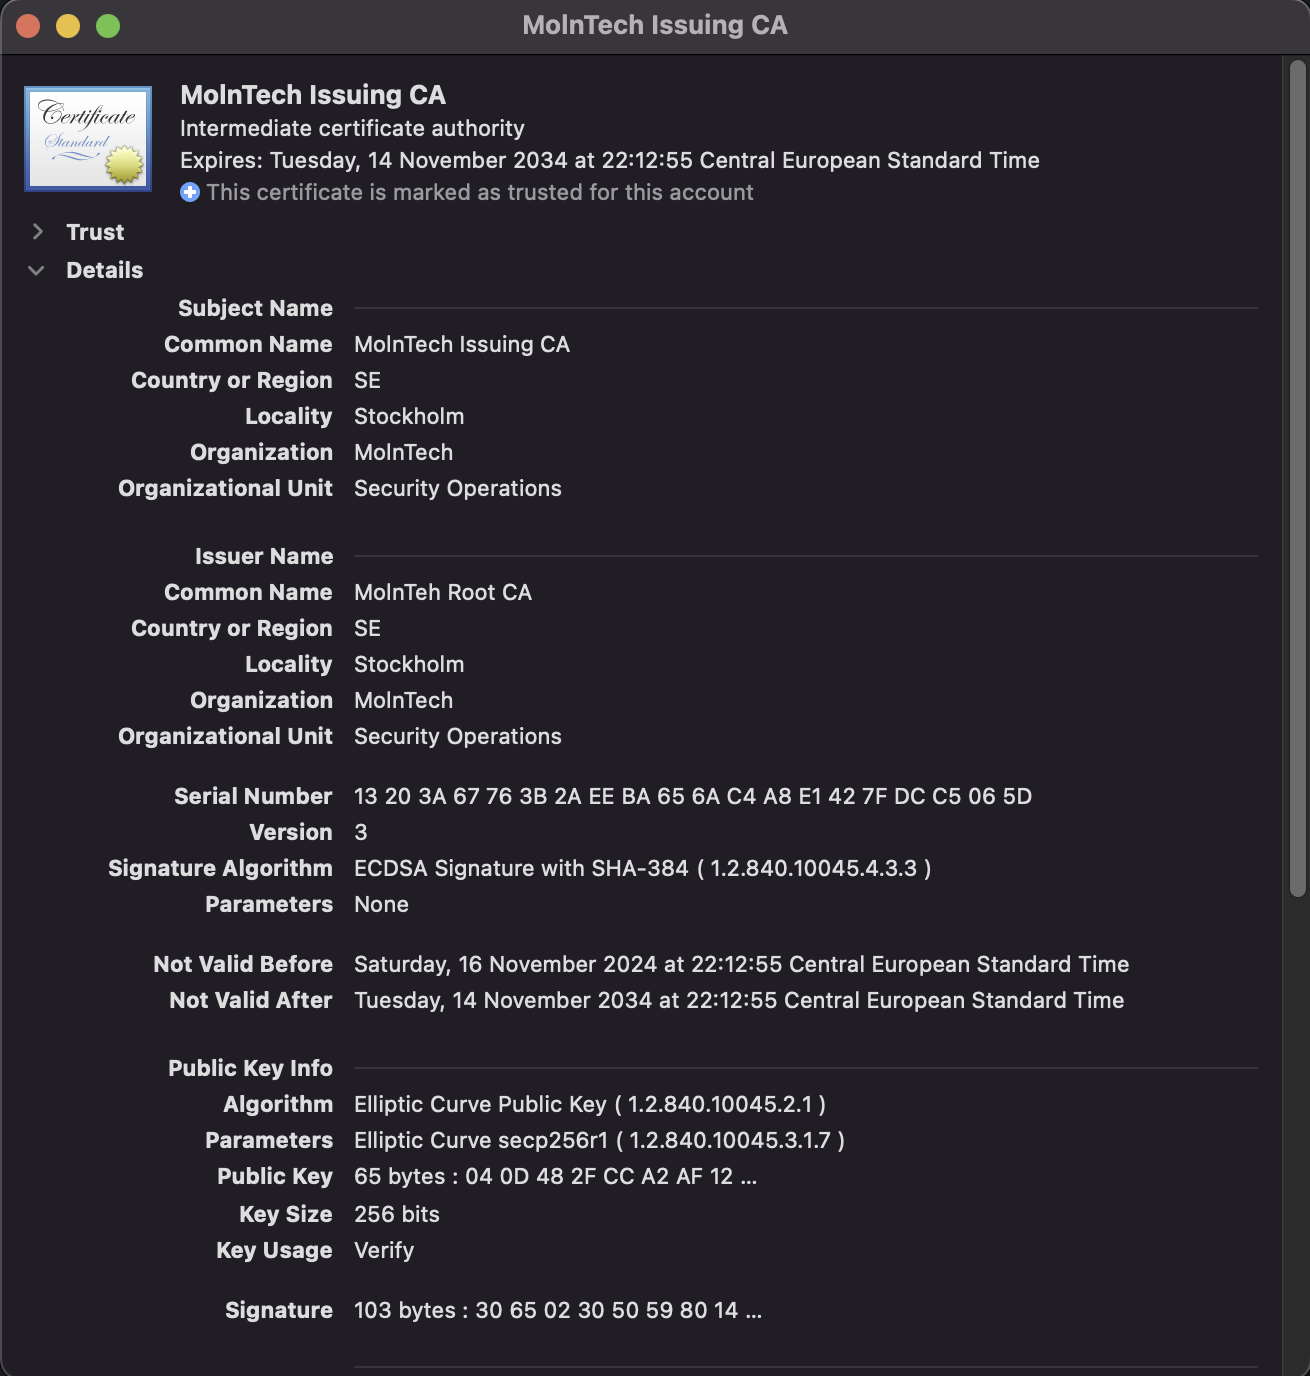 MolnTech Issuing CA
Certificate
Standard
MolnTech Issuing CA
Intermediate certificate authority
Expires: Tuesday, 14 November 2034 at 22:12:55 Central European Standard Time
This certificate is marked as trusted for this account
Trust
Details
Subject Name
Common Name MolnTech Issuing CA
Country or Region SE
Locality Stockholm
Organization MolnTech
Organizational Unit Security Operations
Issuer Name
Common Name MolnTeh Root CA
Country or Region SE
Locality Stockholm
Organization MolnTech
Organizational Unit Security Operations
Serial Number 13 20 3A 67 76 3B 2A EE BA 65 6A C4 A8 E1 42 7F DC C5 06 5D
Version 3
Signature Algorithm ECDSA Signature with SHA-384 ( 1.2.840.10045.4.3.3 )
Parameters None
Not Valid Before Saturday, 16 November 2024 at 22:12:55 Central European Standard Time
Not Valid After Tuesday, 14 November 2034 at 22:12:55 Central European Standard Time
Public Key Info
Algorithm Elliptic Curve Public Key ( 1.2.840.10045.2.1 )
Parameters Elliptic Curve secp256r1 ( 1.2.840.10045.3.1.7 )
Public Key 65 bytes : 04 0D 48 2F CC A2 AF 12 ...
Key Size 256 bits
Key Usage Verify
Signature 103 bytes : 30 65 02 30 50 59 80 14 ...